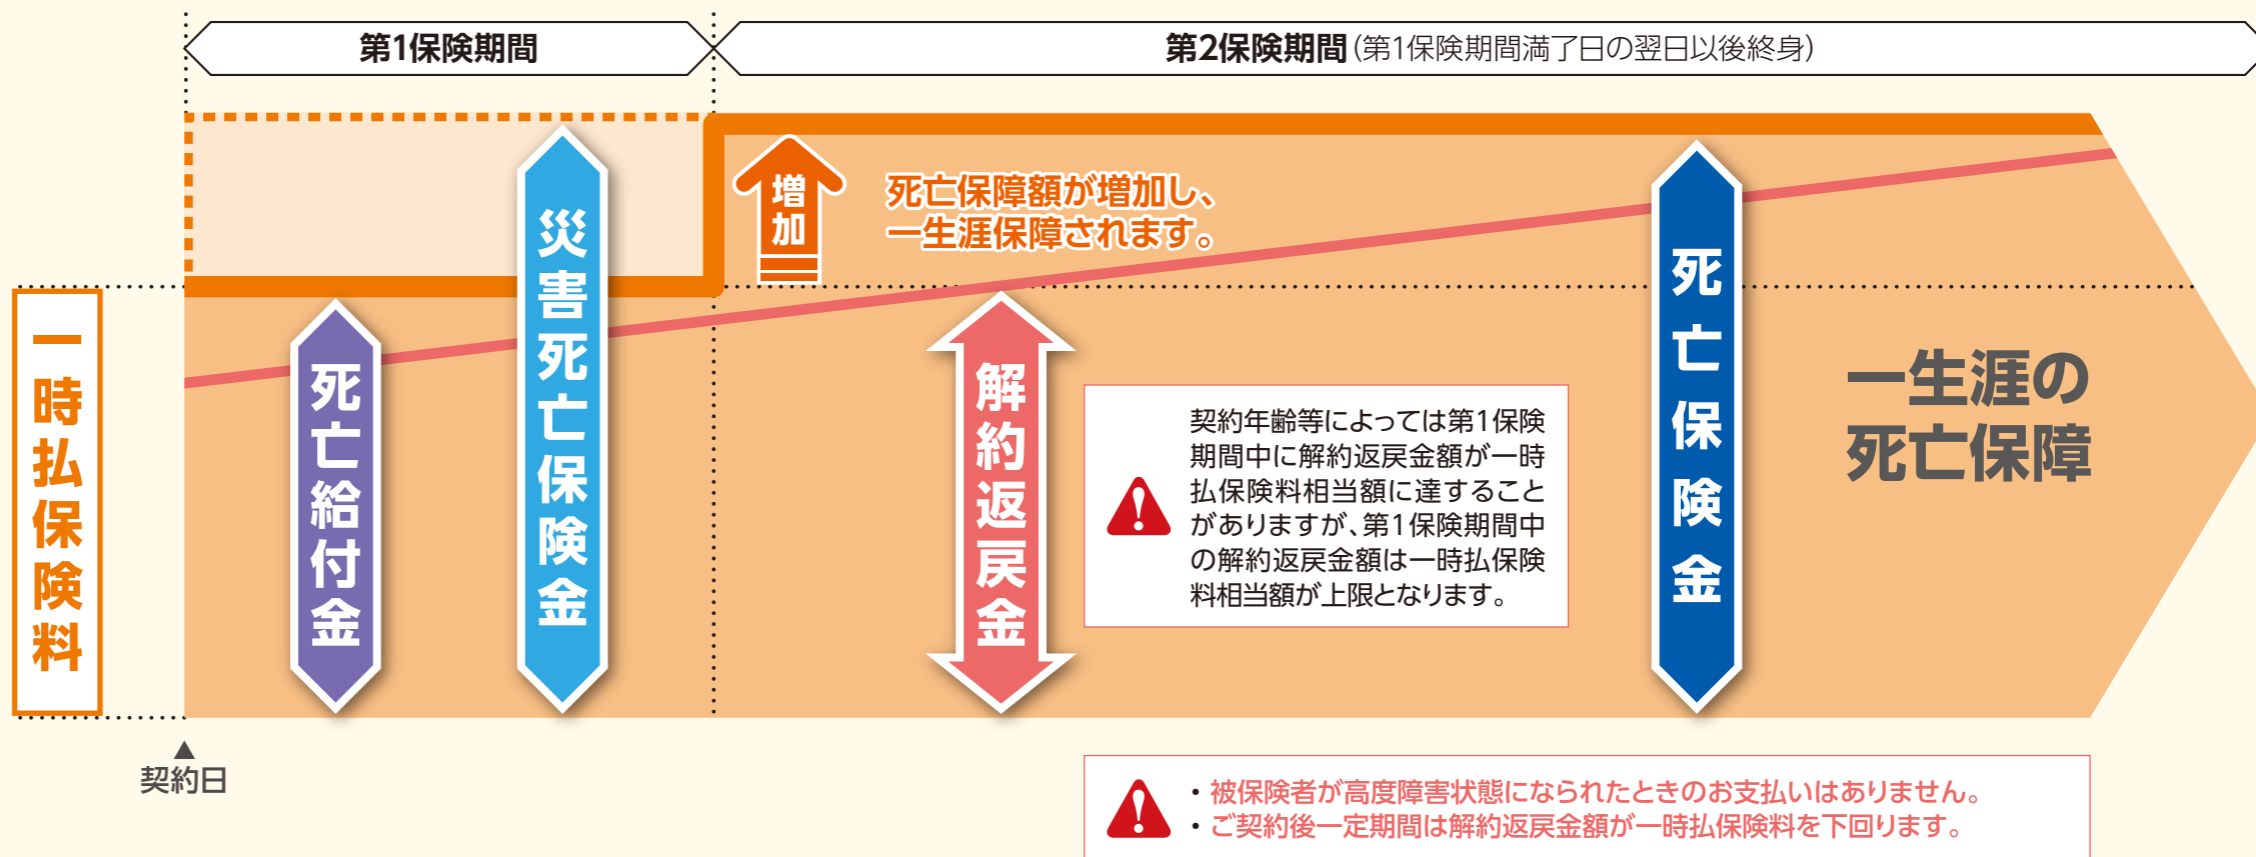 第1保険期間
第2保険期間(第1保険期間満了日の翌日以後終身)
増加
死亡保障額が増加し、
一生涯保障されます。
一時払保険料
死亡給付金
災害死亡保険金
解約返戻金
契約年齢等によっては第1保険
期間中に解約返戻金額が一時
払保険料相当額に達すること
がありますが、第1保険期間中
の解約返戻金額は一時払保険
料相当額が上限となります。
死亡保険金
一生涯の
死亡保障
契約日
・被保険者が高度障害状態になられたときのお支払いはありません。
・ご契約後一定期間は解約返戻金額が一時払保険料を下回ります。